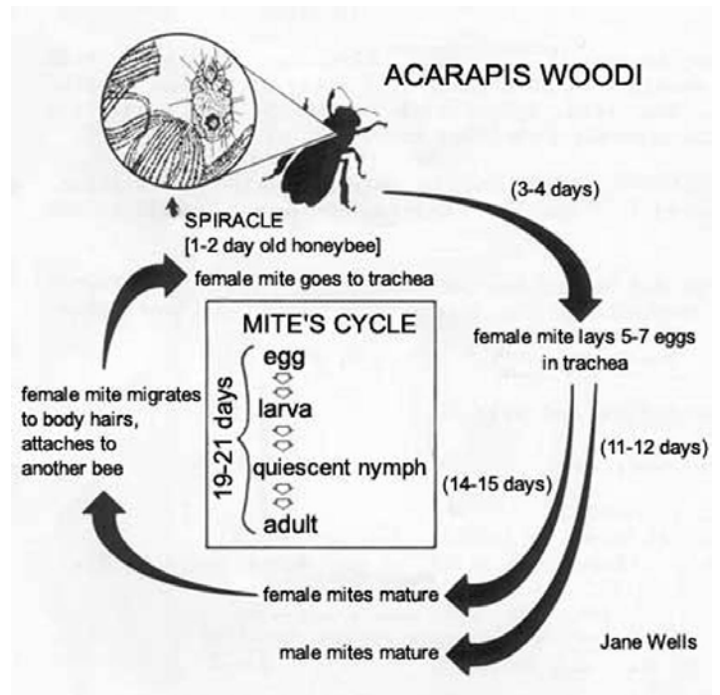 ACARAPIS WOODI
(3-4 days)
SPIRACLE
[1-2 day old honeybee]
female mite goes to trachea
MITE'S CYCLE
egg
larva
quiescent nymph
adult
19-21 days
female mite lays 5-7 eggs
in trachea
female mite migrates
to body hairs,
attaches to
another bee
(11-12 days)
(14-15 days)
female mites mature
male mites mature
Jane Wells